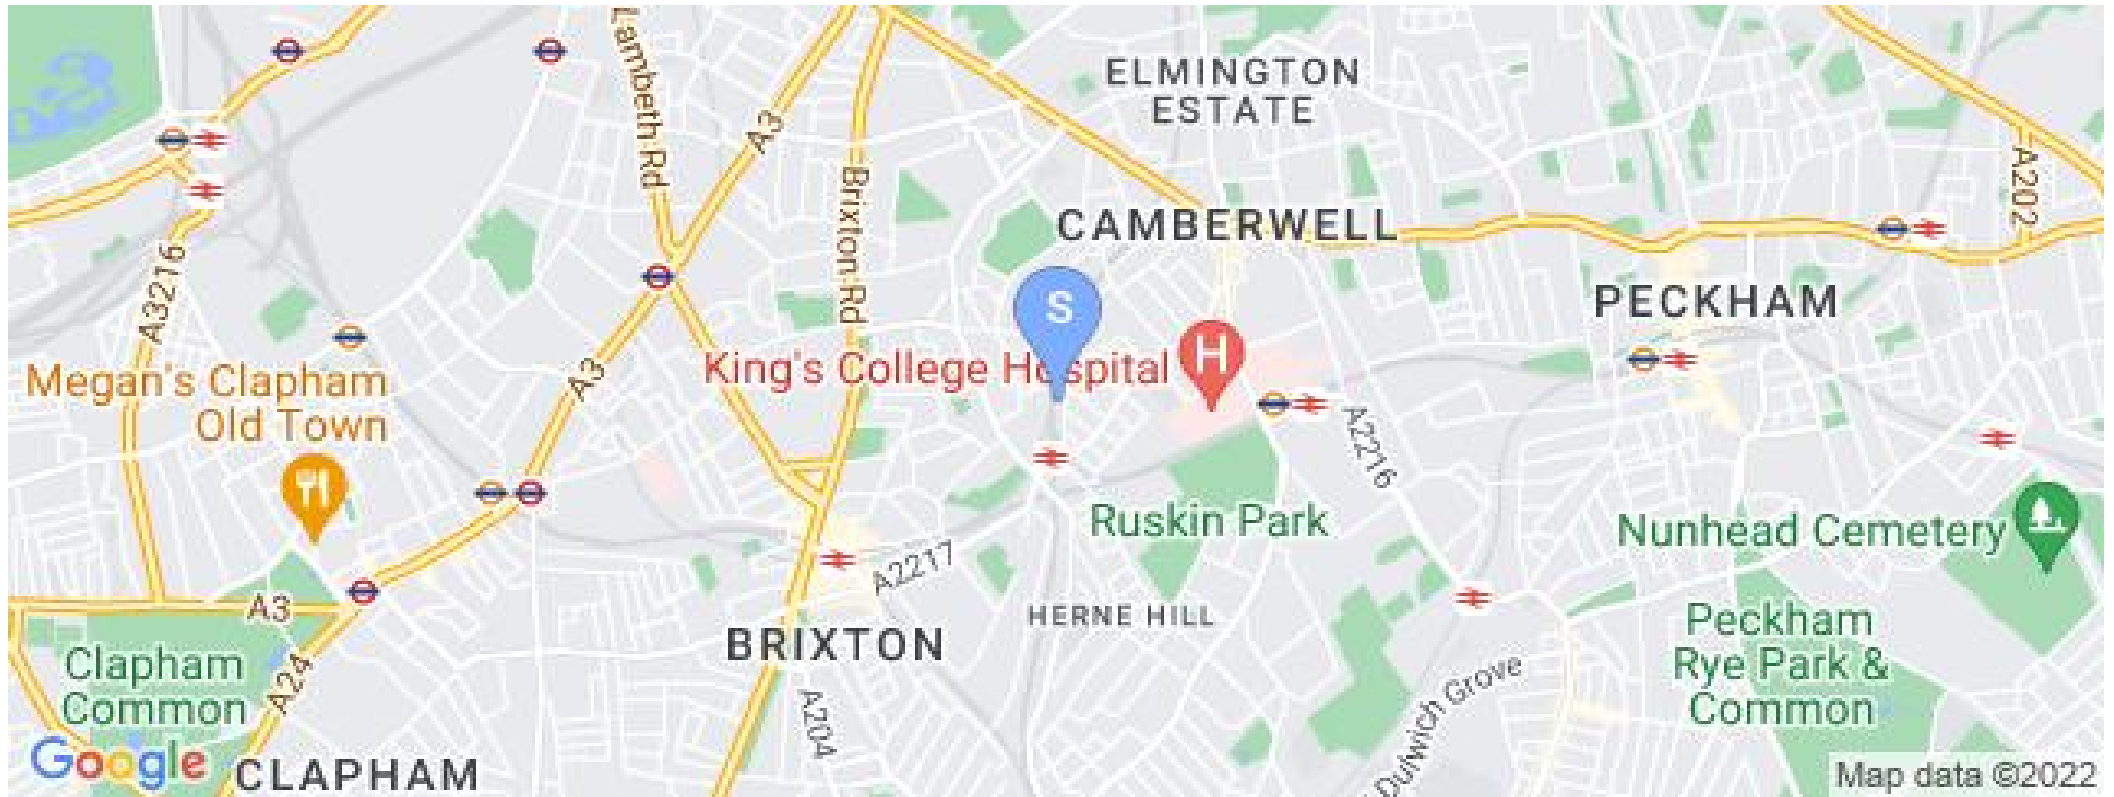 Lambeth Rd
A3
ELMINGTON
ESTATE
A202
Brixton Rd
CAMBERWELL
A3216
S
PECKHAM
King's College Hospital
H
Megan's Clapham
Old Town
A3
A2216
Ruskin Park
Nunhead Cemetery
A2217
HERNE HILL
A3
BRIXTON
Peckham
Rye Park &
Common
Clapham
Common
A24
A204
Dulwich Grove
Google
CLAPHAM
Map data ©2022